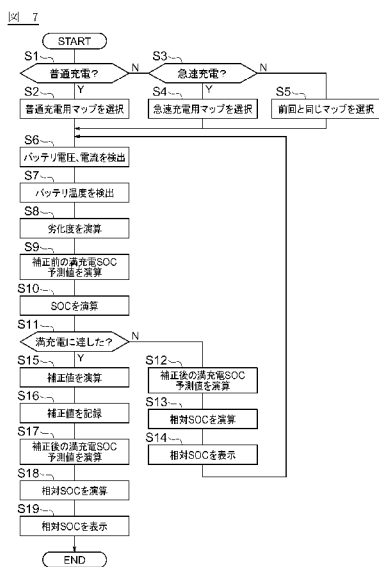 図 7
START
S1
普通充電?
N
Y
S3
急速充電?
N
Y
S2
普通充電用マップを選択
S4
急速充電用マップを選択
S5
前回と同じマップを選択
S6
バッテリ電圧、電流を検出
S7
バッテリ温度を検出
S8
劣化度を演算
S9
補正前の満充電SOC
予測値を演算
S10
SOCを演算
S11
満充電に達した?
N
Y
S12
補正後の満充電SOC
予測値を演算
S13
相対SOCを演算
S14
相対SOCを表示
S15
補正値を演算
S16
補正値を記録
S17
補正後の満充電SOC
予測値を演算
S18
相対SOCを演算
S19
相対SOCを表示
END